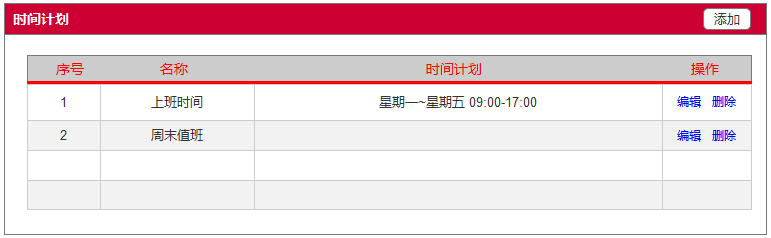 时间计划 添加
序号 名称 时间计划 操作
1 上班时间 星期一~星期五 09:00-17:00 编辑 删除
2 周末值班 编辑 删除